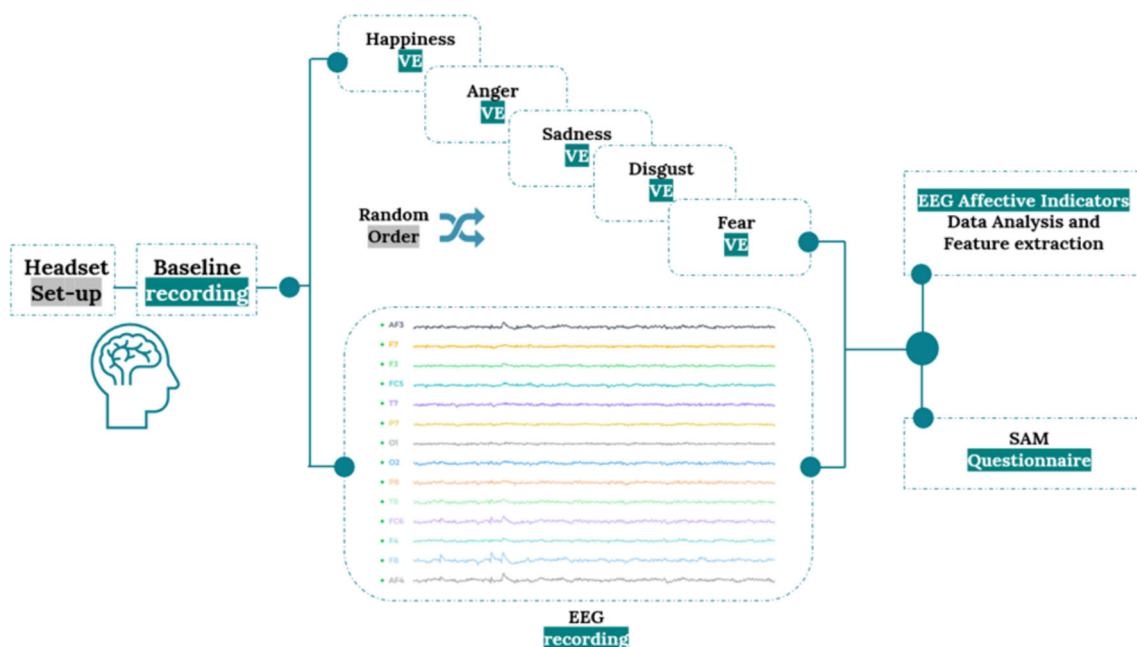 Happiness
VE
Anger
VE
Sadness
VE
Disgust
VE
Fear
VE
Random
Order
Headset
Set-up
Baseline
recording
EEG Affective Indicators
Data Analysis and
Feature extraction
SAM
Questionnaire
AF3
F7
F3
FC5
T7
P7
O1
O2
P8
T8
FC6
F4
F8
AF4
EEG
recording